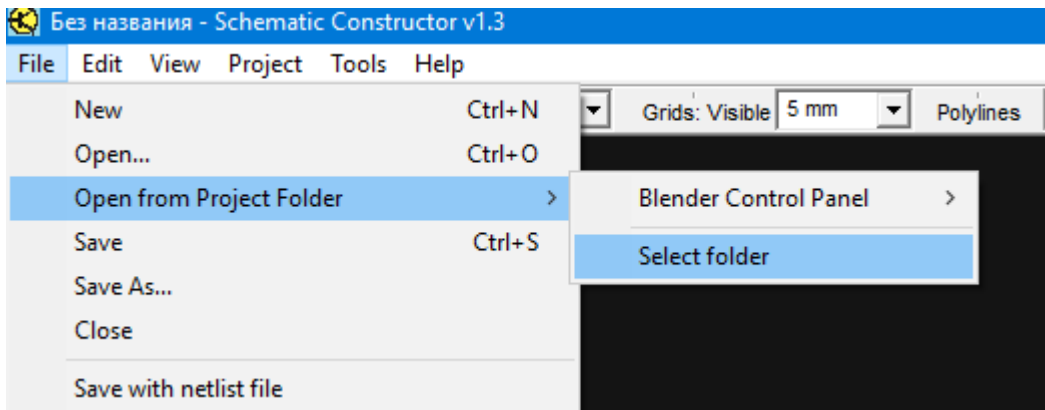 Без названия - Schematic Constructor v1.3
File Edit View Project Tools Help
New Ctrl+N
Grids: Visible 5 mm Polylines
Open... Ctrl+O
Open from Project Folder >
Blender Control Panel >
Save Ctrl+S
Select folder
Save As...
Close
Save with netlist file